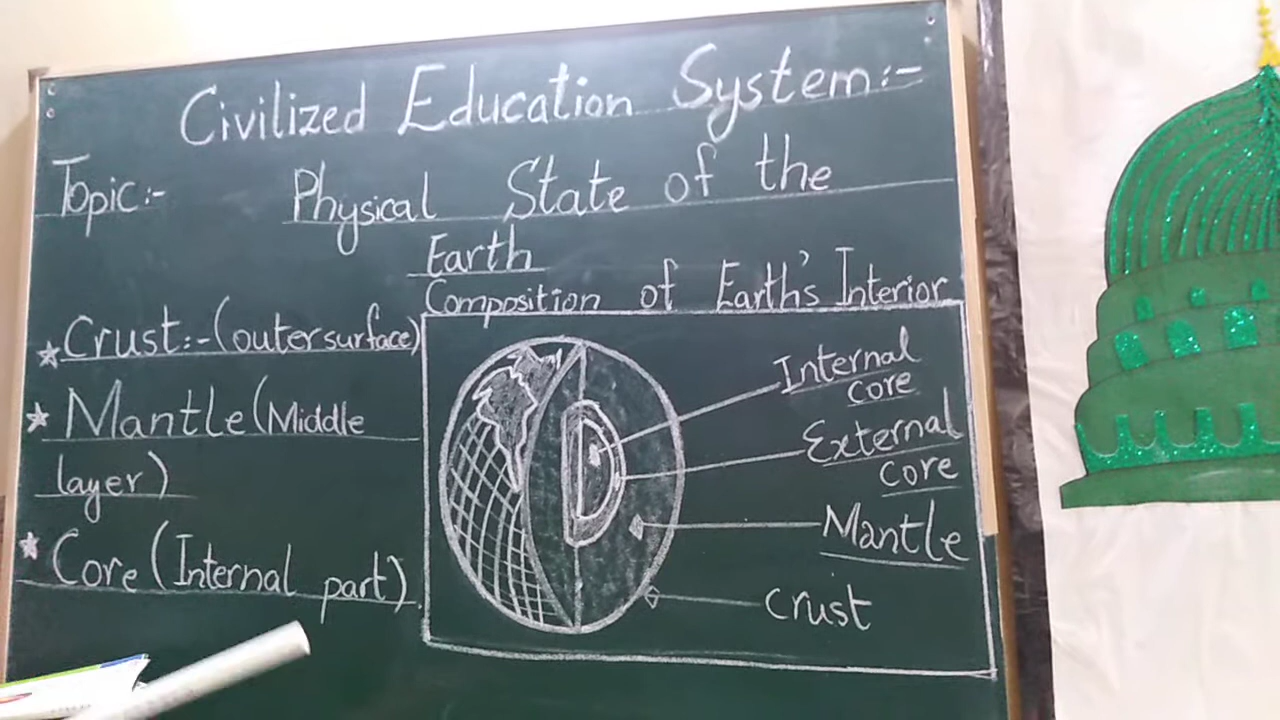 Civilized Education System:-
Topic:- Physical State of the
Earth
Composition of Earth's Interior
★ Crust:-(outer surface)
★ Mantle (Middle
layer)
★ Core (Internal part).
Internal
core
External
core
Mantle
Crust